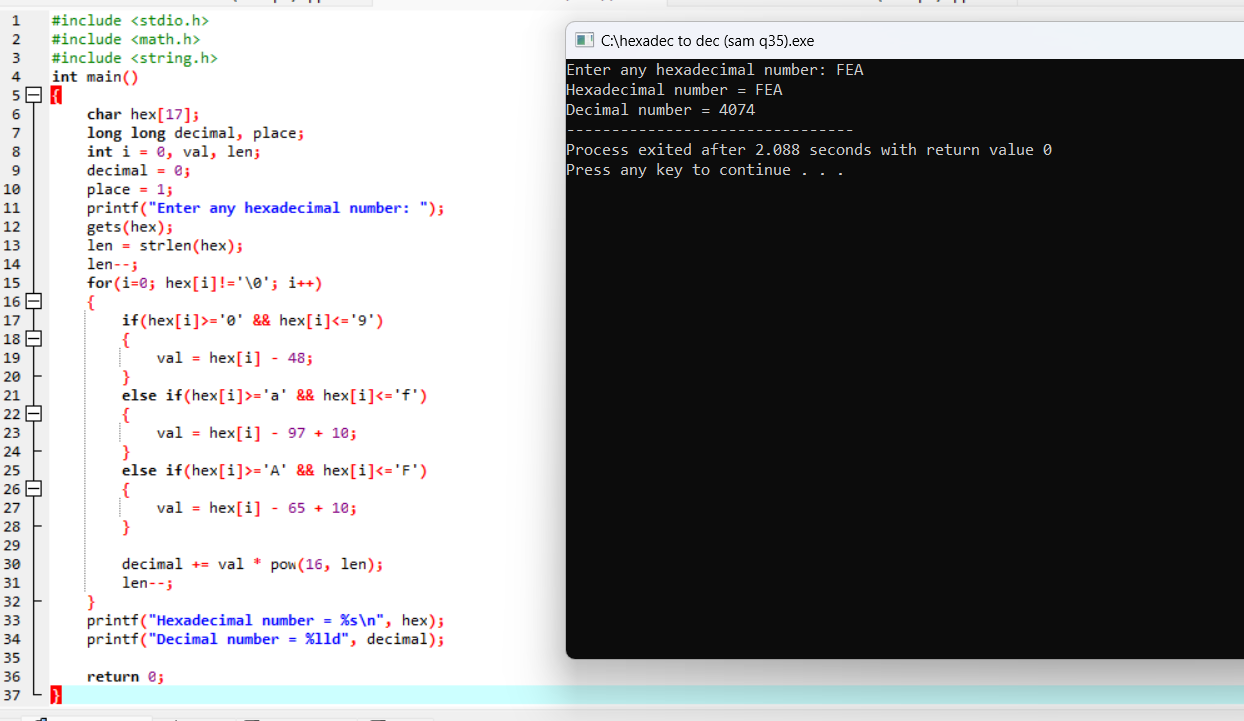 1 #include <stdio.h>
2 #include <math.h>
3 #include <string.h>
4 int main()
5 {
6 char hex[17];
7 long long decimal, place;
8 int i = 0, val, len;
9 decimal = 0;
10 place = 1;
11 printf("Enter any hexadecimal number: ");
12 gets(hex);
13 len = strlen(hex);
14 len--;
15 for(i=0; hex[i]!='\0'; i++)
16 {
17 if(hex[i]>='0' && hex[i]<='9')
18 {
19 val = hex[i] - 48;
20 }
21 else if(hex[i]>='a' && hex[i]<='f')
22 {
23 val = hex[i] - 97 + 10;
24 }
25 else if(hex[i]>='A' && hex[i]<='F')
26 {
27 val = hex[i] - 65 + 10;
28 }
29
30 decimal += val * pow(16, len);
31 len--;
32 }
33 printf("Hexadecimal number = %s\n", hex);
34 printf("Decimal number = %lld", decimal);
35
36 return 0;
37 }
C:\hexadec to dec (sam q35).exe
Enter any hexadecimal number: FEA
Hexadecimal number = FEA
Decimal number = 4074
--------------------------------
Process exited after 2.088 seconds with return value 0
Press any key to continue . . .